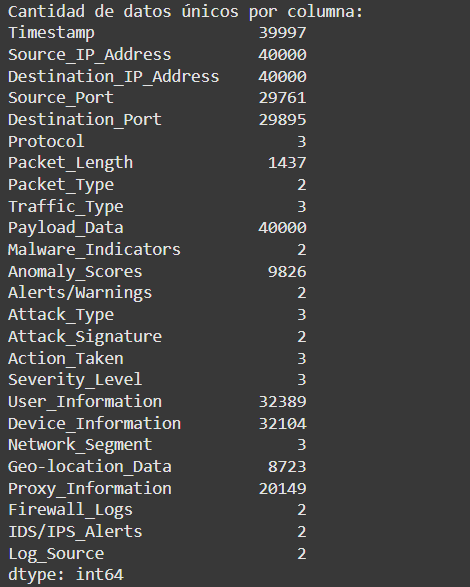 Cantidad de datos únicos por columna:
Timestamp 39997
Source_IP_Address 40000
Destination_IP_Address 40000
Source_Port 29761
Destination_Port 29895
Protocol 3
Packet_Length 1437
Packet_Type 2
Traffic_Type 3
Payload_Data 40000
Malware_Indicators 2
Anomaly_Scores 9826
Alerts/Warnings 2
Attack_Type 3
Attack_Signature 2
Action_Taken 3
Severity_Level 3
User_Information 32389
Device_Information 32104
Network_Segment 3
Geo-location_Data 8723
Proxy_Information 20149
Firewall_Logs 2
IDS/IPS_Alerts 2
Log_Source 2
dtype: int64